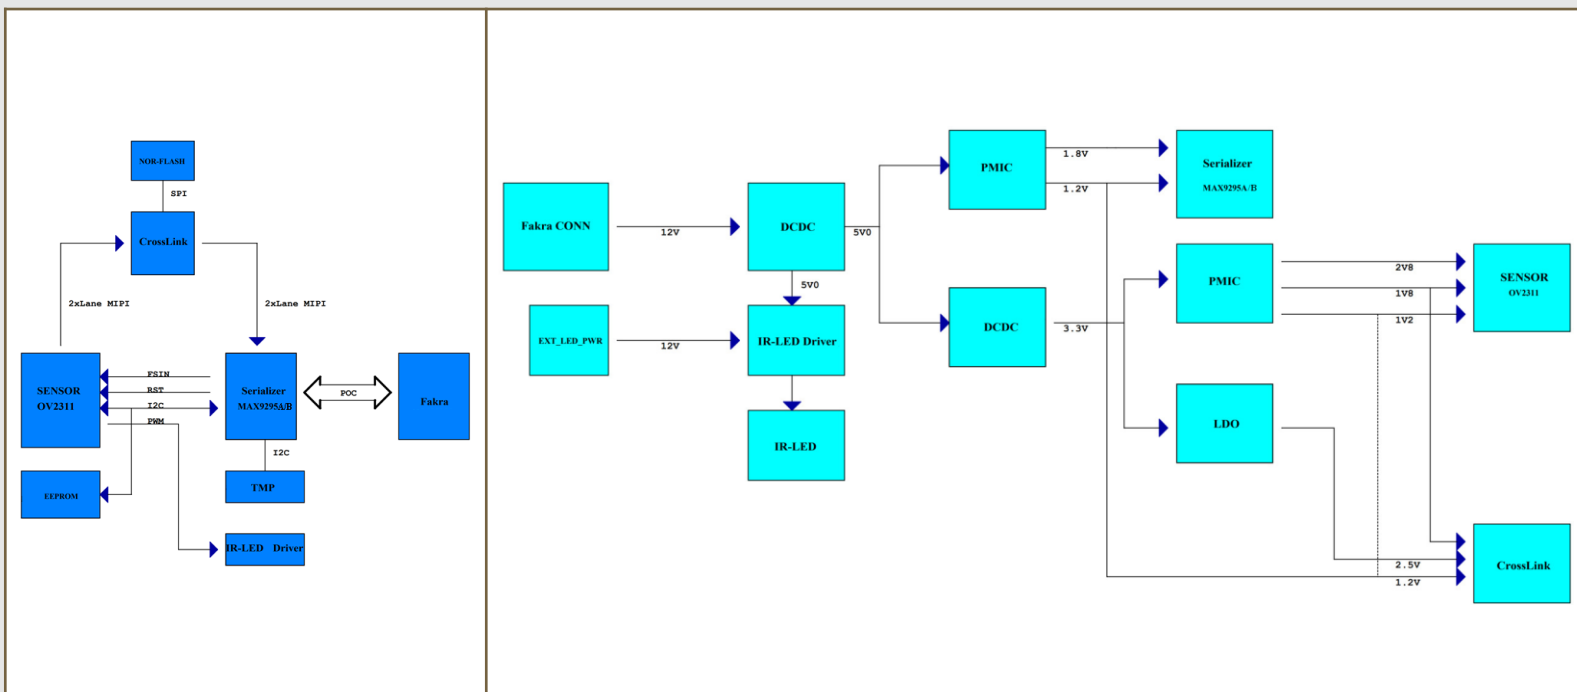 NOR-FLASH
SPI
CrossLink
2xLane MIPI
2xLane MIPI
SENSOR
OV2311
FSIN
RST
I2C
PWM
Serializer
MAX9295A/B
POC
Fakra
I2C
EEPROM
TMP
IR-LED Driver
Fakra CONN
12V
DCDC
5V0
5V0
EXT_LED_PWR
12V
IR-LED Driver
IR-LED
PMIC
1.8V
1.2V
Serializer
MAX9295A/B
DCDC
3.3V
PMIC
2V8
1V8
1V2
SENSOR
OV2311
LDO
2.5V
1.2V
CrossLink